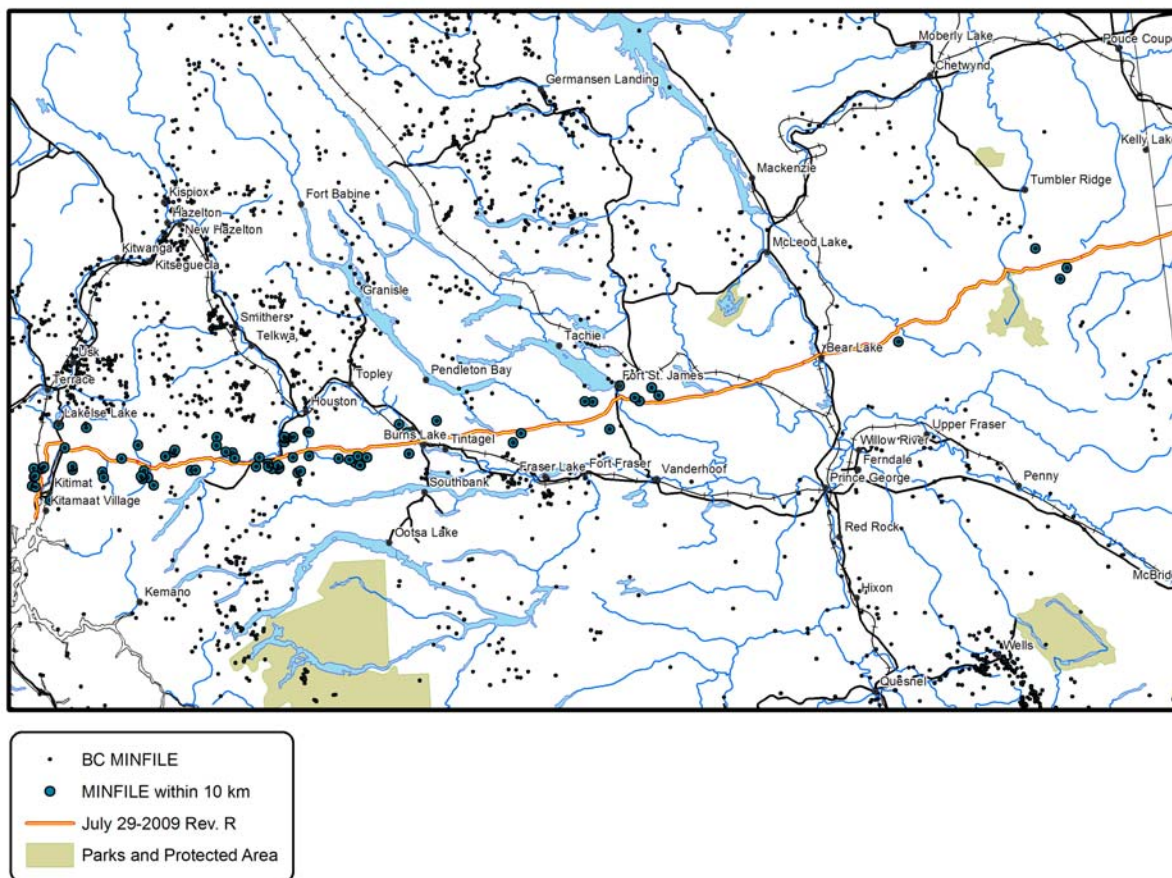 Moberly Lake
Pouce Coupe
Chetwynd
Germansen Landing
Kelly Lake
Mackenzie
Tumbler Ridge
Kispiox
Fort Babine
Hazelton
New Hazelton
Kitwanga
Kitseguecla
McLeod Lake
Granisle
Smithers
Telkwa
Tachie
Usk
Bear Lake
Terrace
Topley
Pendleton Bay
Fort St. James
Lakelse Lake
Houston
Burns Lake
Tintagel
Upper Fraser
Willow River
Ferndale
Kitimat
Fraser Lake
Fort Fraser
Vanderhoof
Prince George
Penny
Kitamaat Village
Southbank
Red Rock
Ootsa Lake
McBrid
Kemano
Hixon
Wells
Quesnel
BC MINFILE
MINFILE within 10 km
July 29-2009 Rev. R
Parks and Protected Area